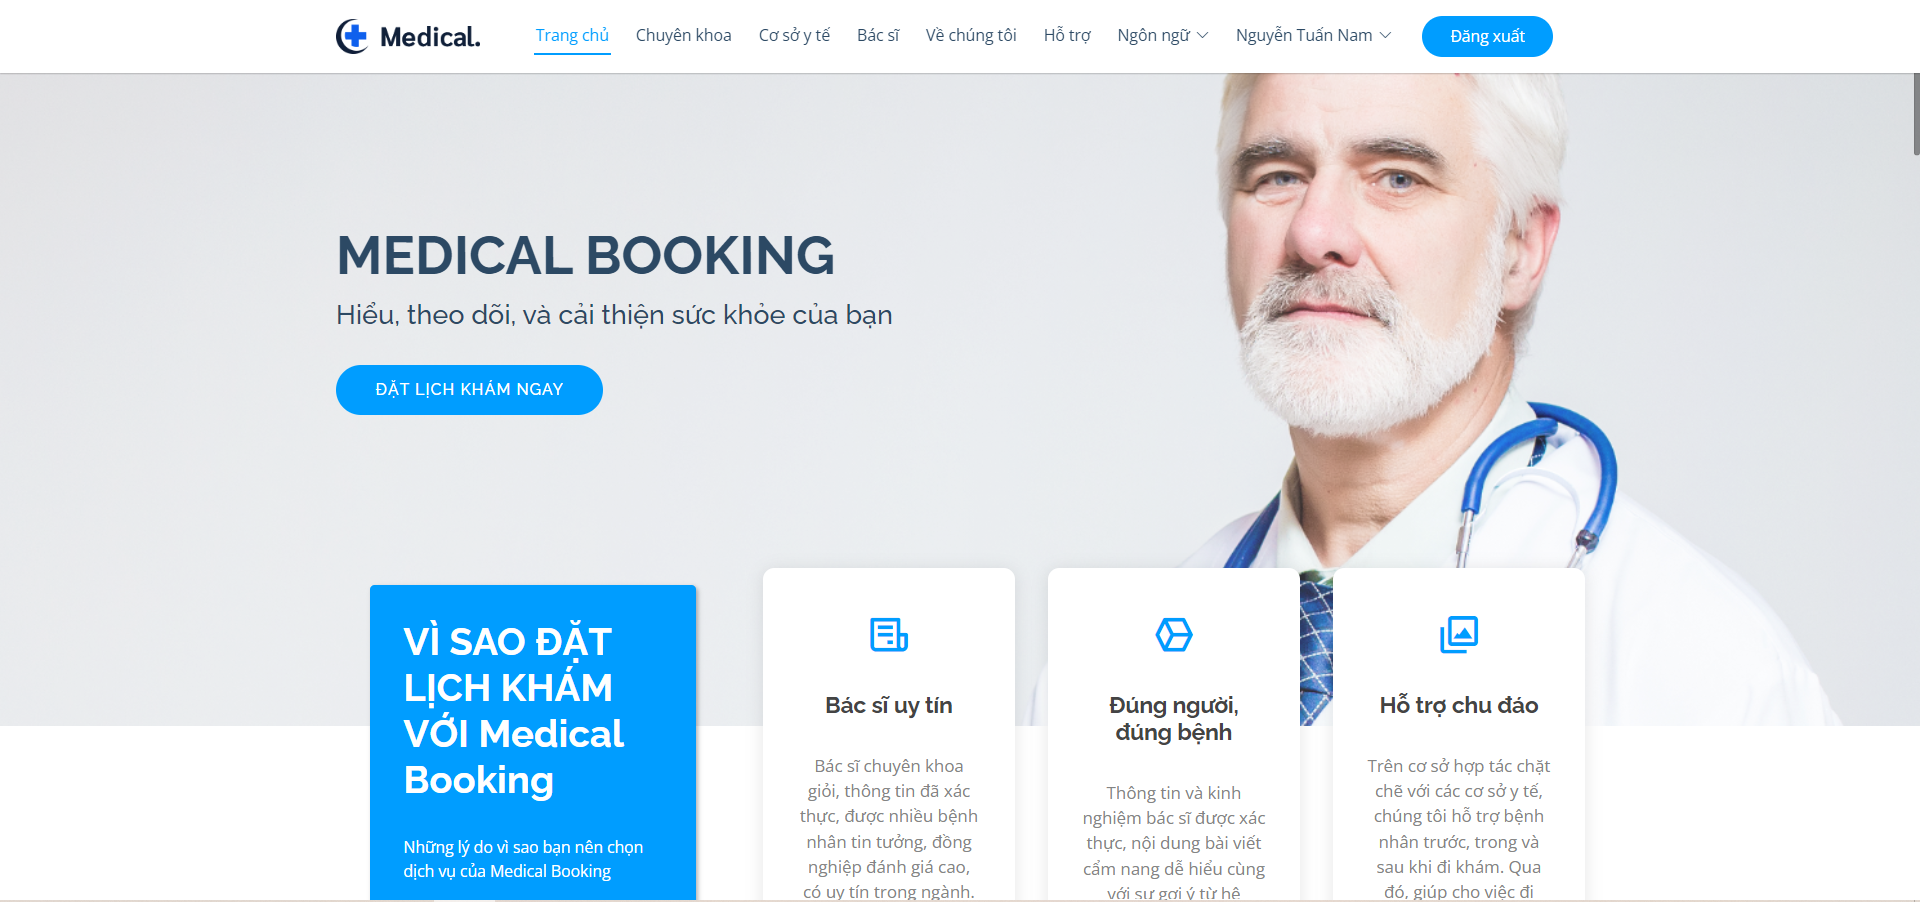 Medical.
Trang chủ
Chuyên khoa
Cơ sở y tế
Bác sĩ
Về chúng tôi
Hỗ trợ
Ngôn ngữ
Nguyễn Tuấn Nam
Đăng xuất
MEDICAL BOOKING
Hiểu, theo dõi, và cải thiện sức khỏe của bạn
ĐẶT LỊCH KHÁM NGAY
VÌ SAO ĐẶT
LỊCH KHÁM
VỚI Medical
Booking
Những lý do vì sao bạn nên chọn
dịch vụ của Medical Booking
Bác sĩ uy tín
Bác sĩ chuyên khoa
giỏi, thông tin đã xác
thực, được nhiều bệnh
nhân tin tưởng, đồng
nghiệp đánh giá cao,
có uy tín trong ngành.
Đúng người,
đúng bệnh
Thông tin và kinh
nghiệm bác sĩ được xác
thực, nội dung bài viết
cẩm nang dễ hiểu cùng
với sự gợi ý từ hệ
Hỗ trợ chu đáo
Trên cơ sở hợp tác chặt
chẽ với các cơ sở y tế,
chúng tôi hỗ trợ bệnh
nhân trước, trong và
sau khi đi khám. Qua
đó, giúp cho việc đi